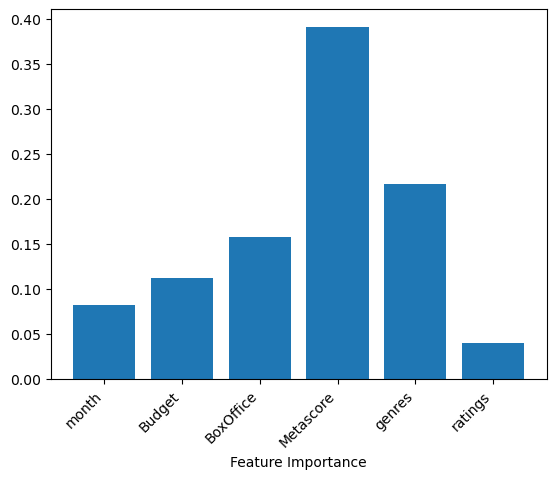 0.40
0.35
0.30
0.25
0.20
0.15
0.10
0.05
0.00
month
Budget
BoxOffice
Metascore
genres
ratings
Feature Importance